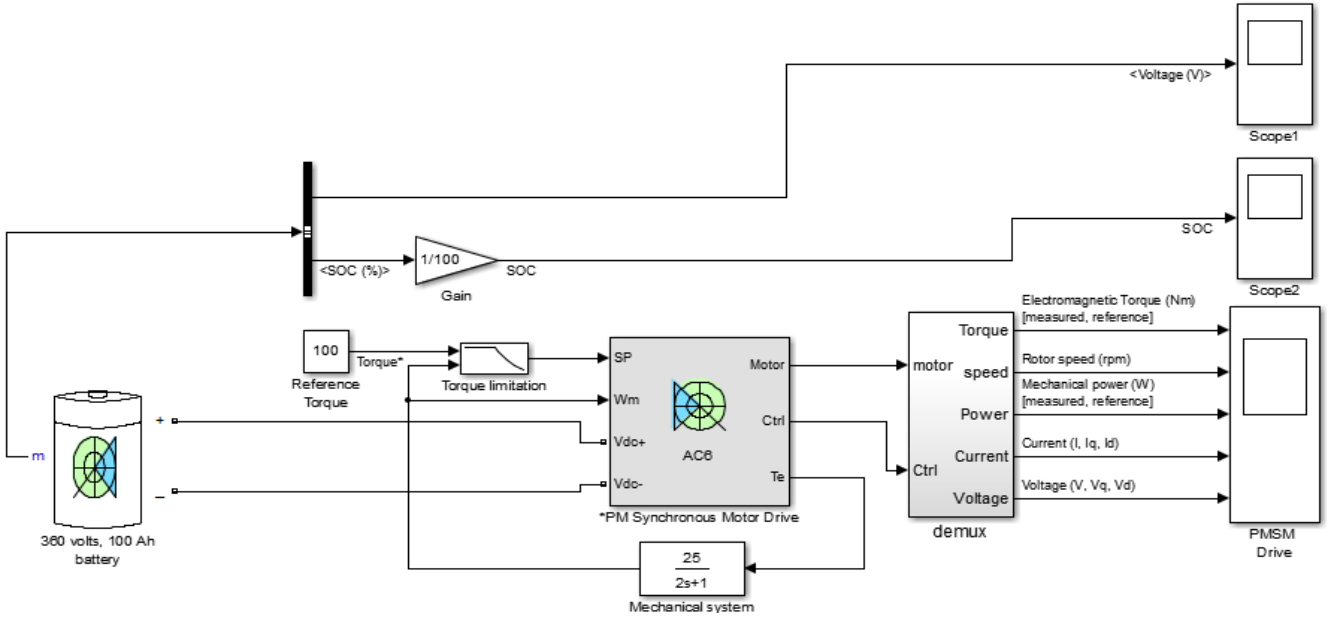 <Voltage (V)>
Scope1
SOC
Scope2
<SOC (%)>
1/100
SOC
Gain
100
Torque*
Reference
Torque
Torque limitation
SP
Wm
Vdc+
Vdc-
Motor
Ctrl
Te
AC6
*PM Synchronous Motor Drive
motor
Ctrl
Torque
speed
Power
Current
Voltage
demux
Electromagnetic Torque (Nm)
[measured, reference]
Rotor speed (rpm)
Mechanical power (W)
[measured, reference]
Current (I, Iq, Id)
Voltage (V, Vq, Vd)
PMSM
Drive
m
+
_
360 volts, 100 Ah
battery
25
2s+1
Mechanical system